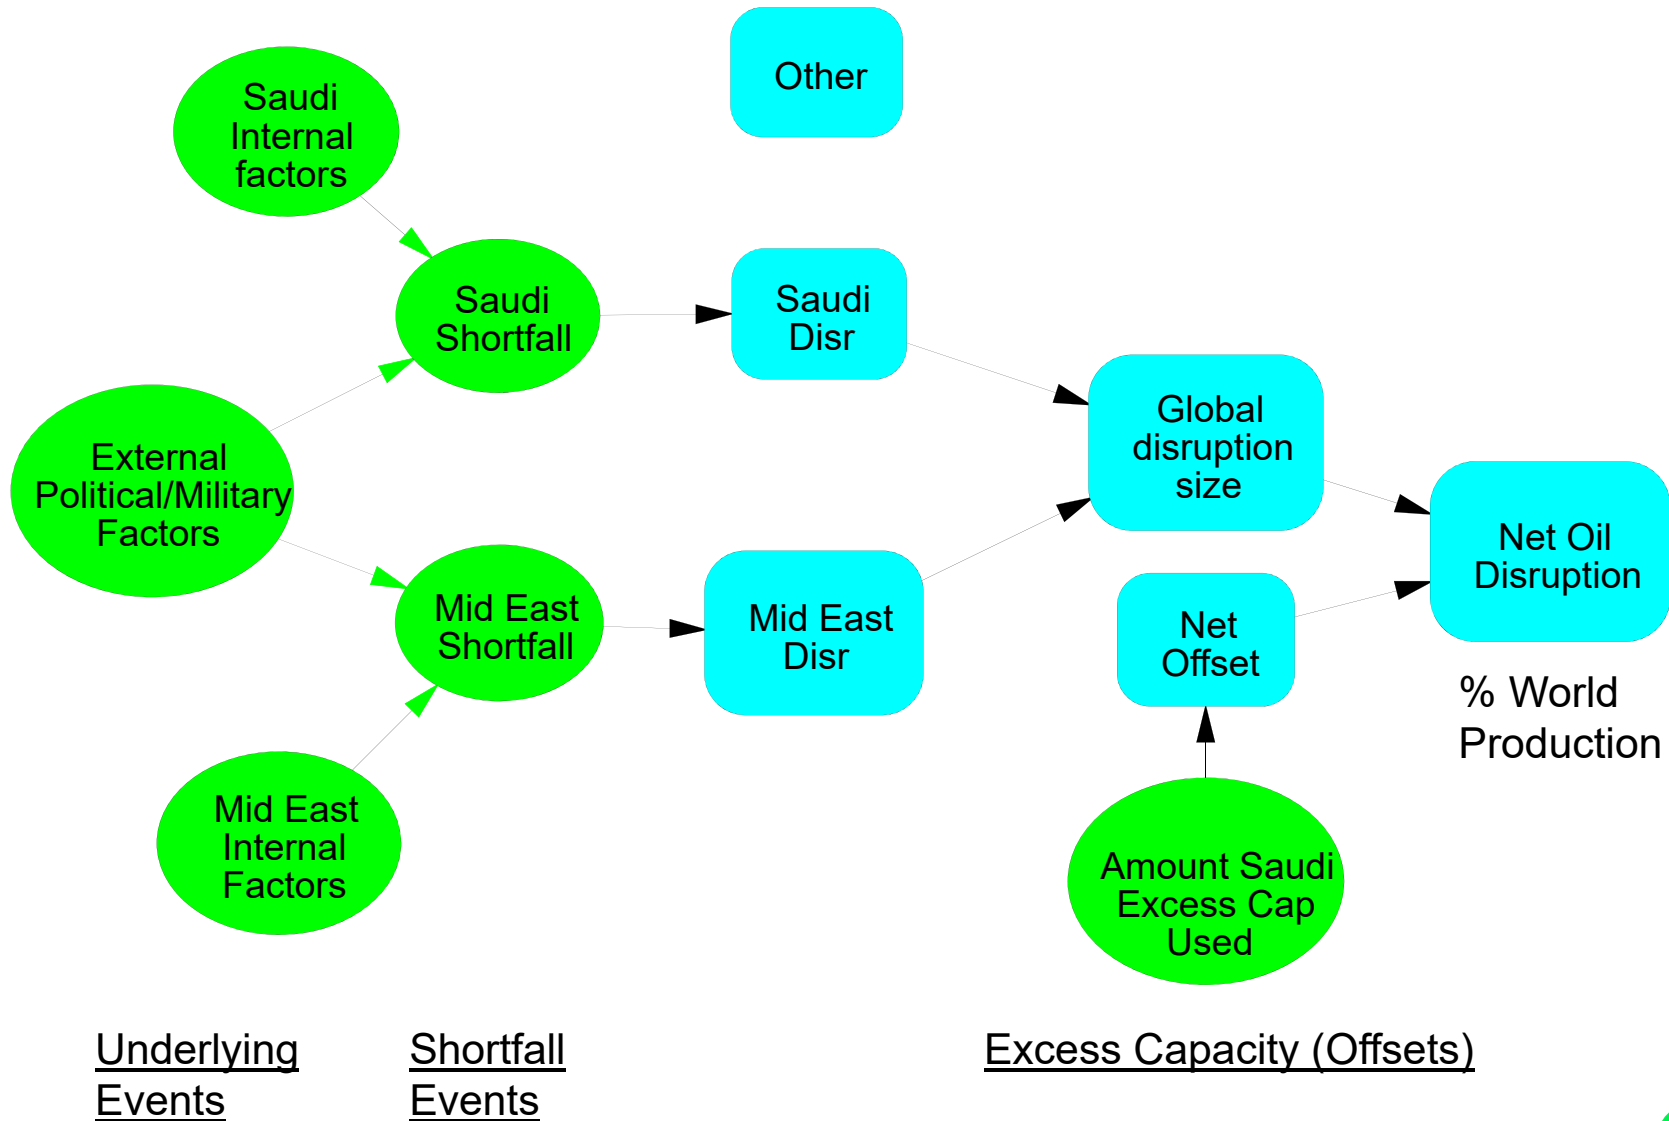 Other
Saudi
Internal
factors
Saudi
Shortfall
Saudi
Disr
External
Political/Military
Factors
Global
disruption
size
Mid East
Shortfall
Mid East
Disr
Net
Offset
Net Oil
Disruption
% World
Production
Mid East
Internal
Factors
Amount Saudi
Excess Cap
Used
Underlying
Events
Shortfall
Events
Excess Capacity (Offsets)